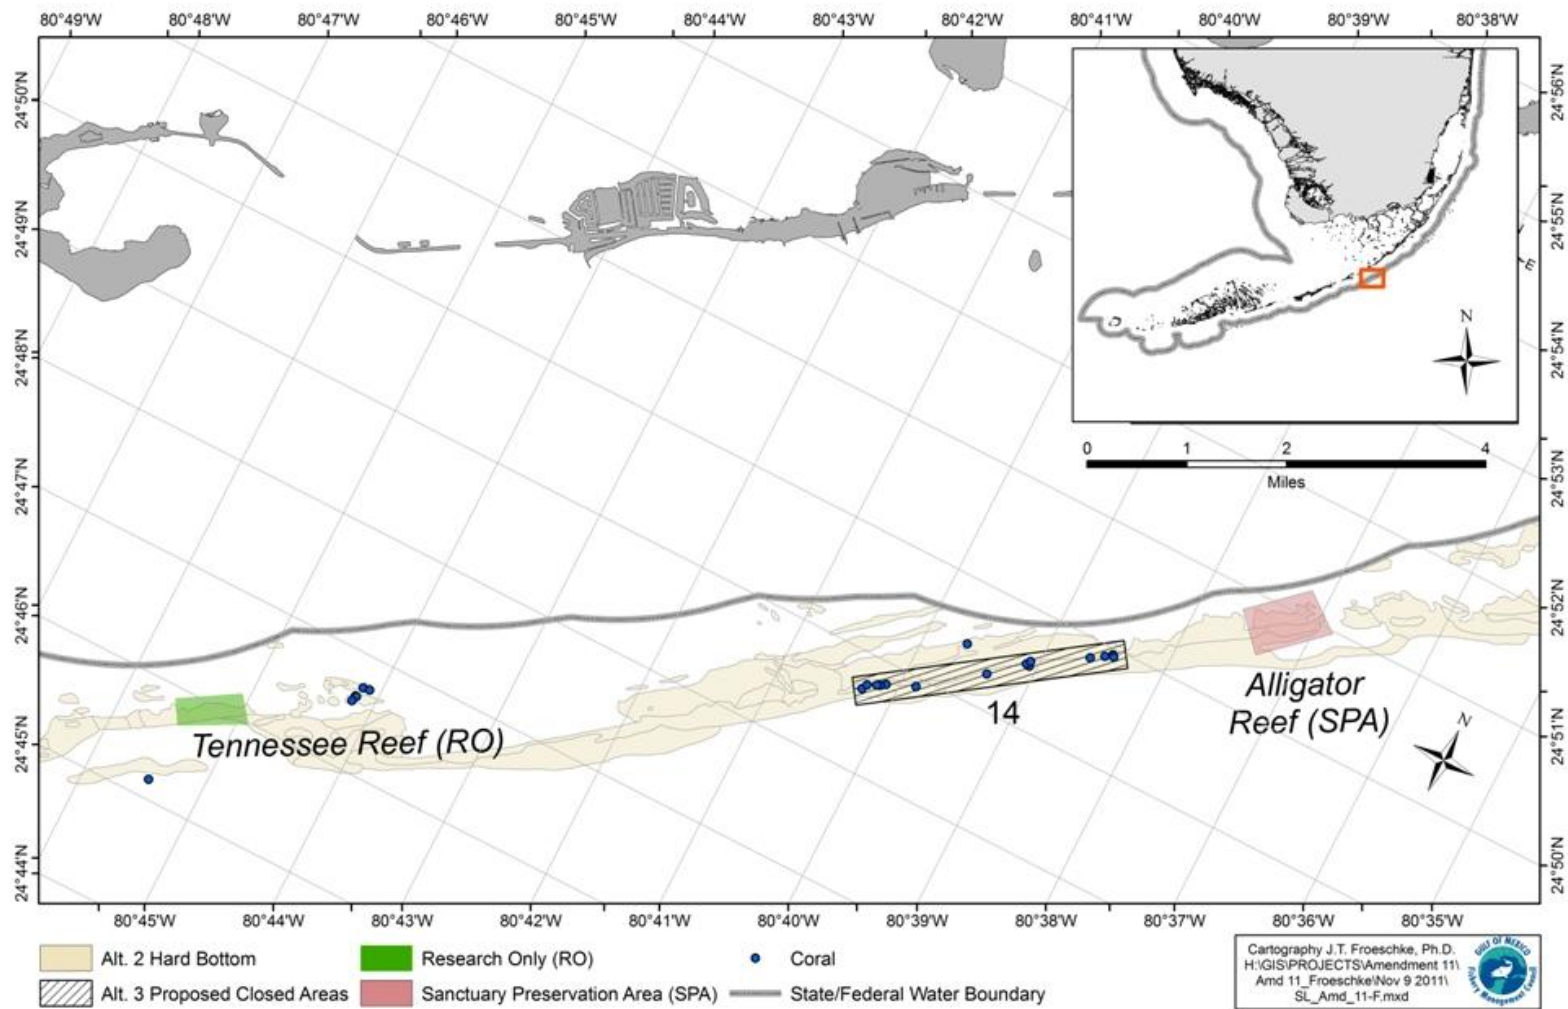 80°49'W 80°48'W 80°47'W 80°46'W 80°45'W 80°44'W 80°43'W 80°42'W 80°41'W 80°40'W 80°39'W 80°38'W
24°50'N
24°49'N
24°48'N
24°47'N
24°46'N
24°45'N
24°44'N
24°56'N
24°55'N
24°54'N
24°53'N
24°52'N
24°51'N
24°50'N
N
0 1 2 4
Miles
Tennessee Reef (RO)
14
Alligator
Reef (SPA)
N
80°45'W 80°44'W 80°43'W 80°42'W 80°41'W 80°40'W 80°39'W 80°38'W 80°37'W 80°36'W 80°35'W
Alt. 2 Hard Bottom
Research Only (RO)
Coral
Alt. 3 Proposed Closed Areas
Sanctuary Preservation Area (SPA)
State/Federal Water Boundary
Cartography J.T. Froeschke, Ph.D.
H:\GIS\PROJECTS\Amendment 11\
Amd 11_Froeschke\Nov 9 2011\
SL_Amd_11-F.mxd
GULF OF MEXICO
Fishery Management Council